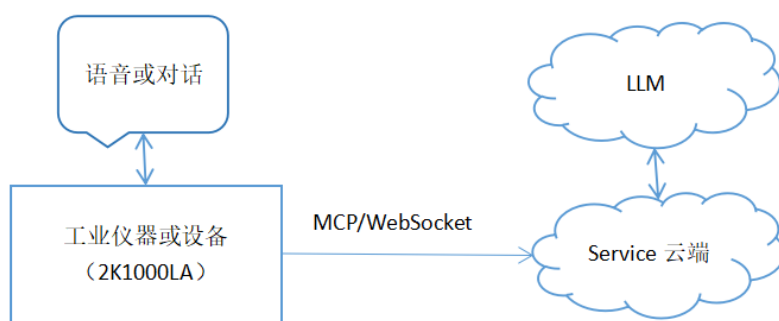 语音或对话
LLM
工业仪器或设备
（2K1000LA）
MCP/WebSocket
Service 云端